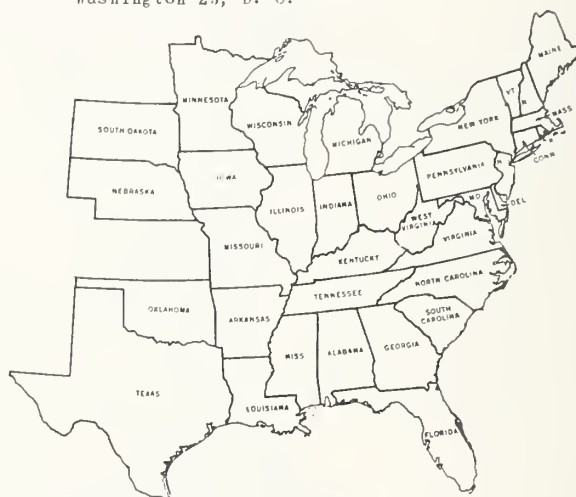 Washington 25, D. C.
MAINE
MINNESOTA
VT
N
WISCONSIN
MASS
SOUTH DAKOTA
MICHIGAN
NEW YORK
CONN
IOWA
PENNSYLVANIA
N
NEBRASKA
ILLINOIS
INDIANA
OHIO
MD
DEL
WEST
VIRGINIA
VIRGINIA
MISSOURI
KENTUCKY
NORTH CAROLINA
TENNESSEE
OKLAHOMA
ARKANSAS
SOUTH
CAROLINA
MISS
ALABAMA
GEORGIA
TEXAS
LOUISIANA
FLORIDA